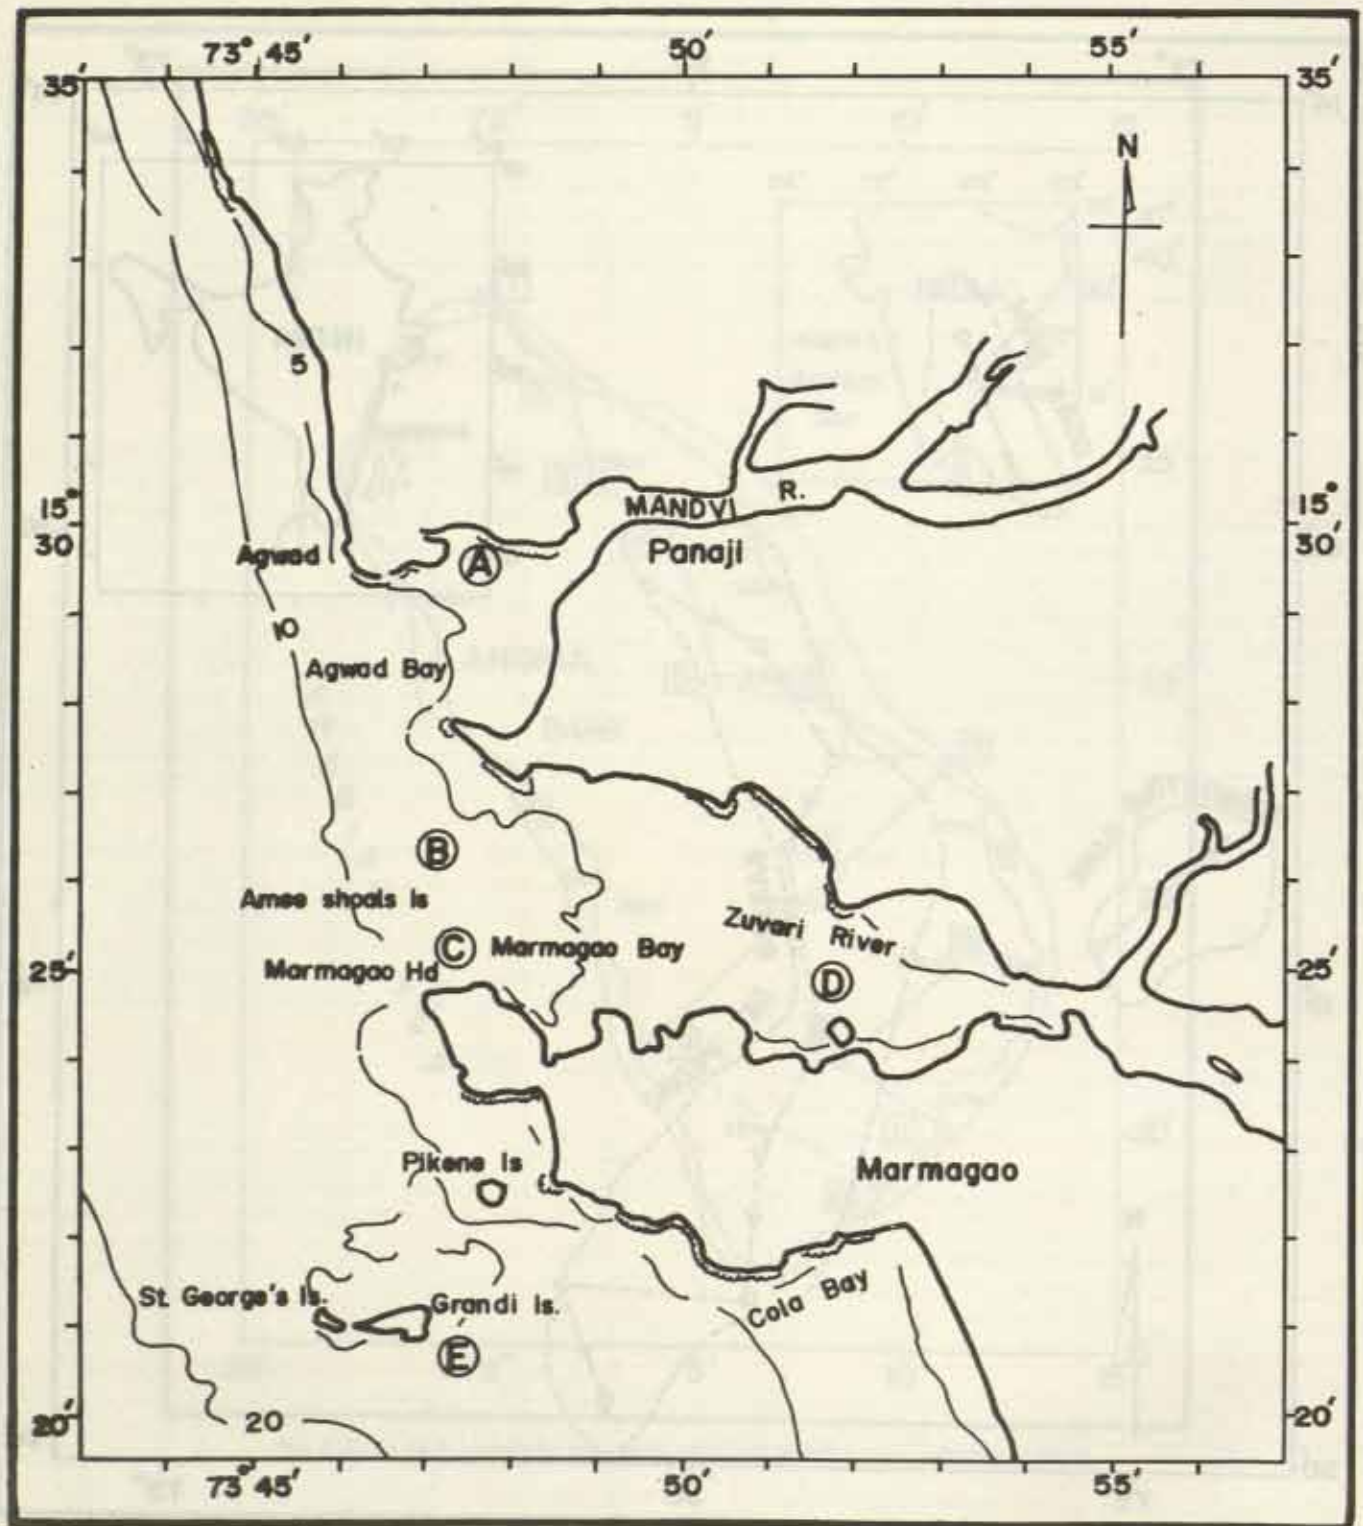 73° 45′ 50′ 55′
35′ 35′
N
5
MANDVI R.
15° 30′ 15° 30′
Agwad A Panaji
10
Agwad Bay
B
Amee shoals Is
Zuvari River
C Marmagao Bay
25′ Marmagao Hd D 25′
Pikene Is
Marmagao
St. George's Is. Grandi Is. Cola Bay
E
20′ 20 20′
73° 45′ 50′ 55′